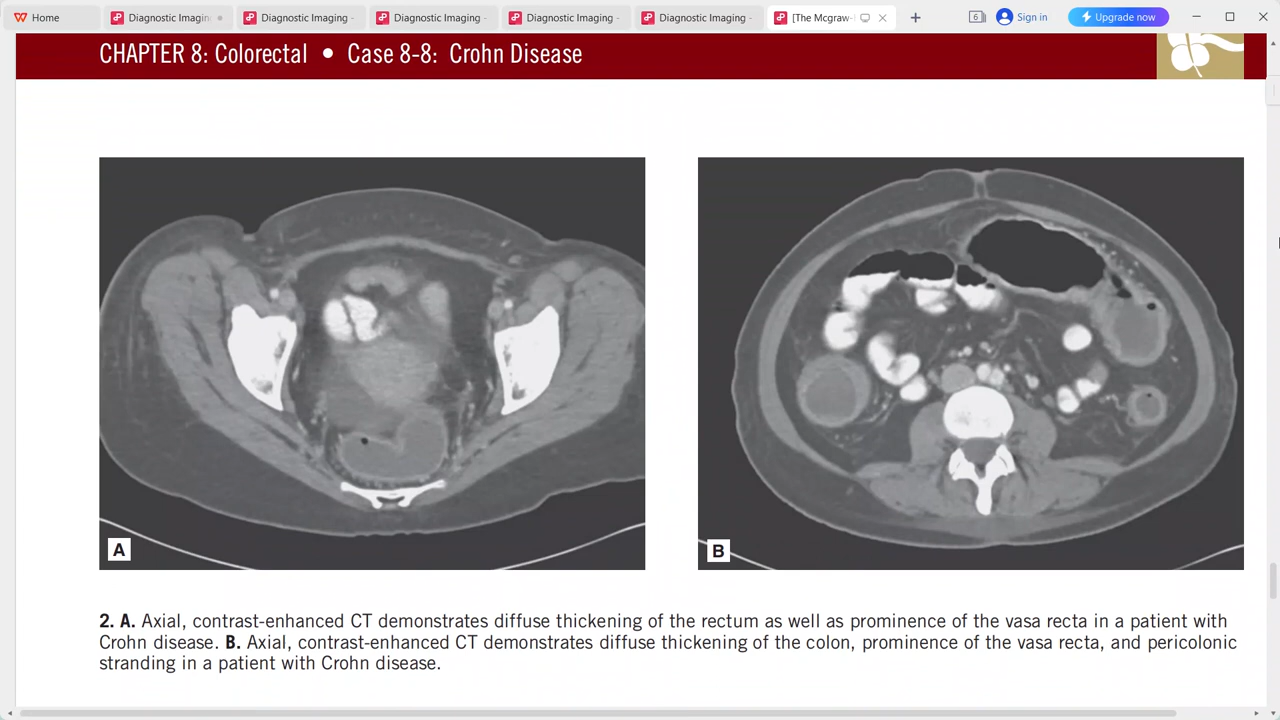 Home
Diagnostic Imaging
Diagnostic Imaging -
Diagnostic Imaging -
Diagnostic Imaging -
Diagnostic Imaging -
[The Mcgraw-
6
Sign in
Upgrade now
CHAPTER 8: Colorectal • Case 8-8: Crohn Disease
A
B
2. A. Axial, contrast-enhanced CT demonstrates diffuse thickening of the rectum as well as prominence of the vasa recta in a patient with
Crohn disease. B. Axial, contrast-enhanced CT demonstrates diffuse thickening of the colon, prominence of the vasa recta, and pericolonic
stranding in a patient with Crohn disease.